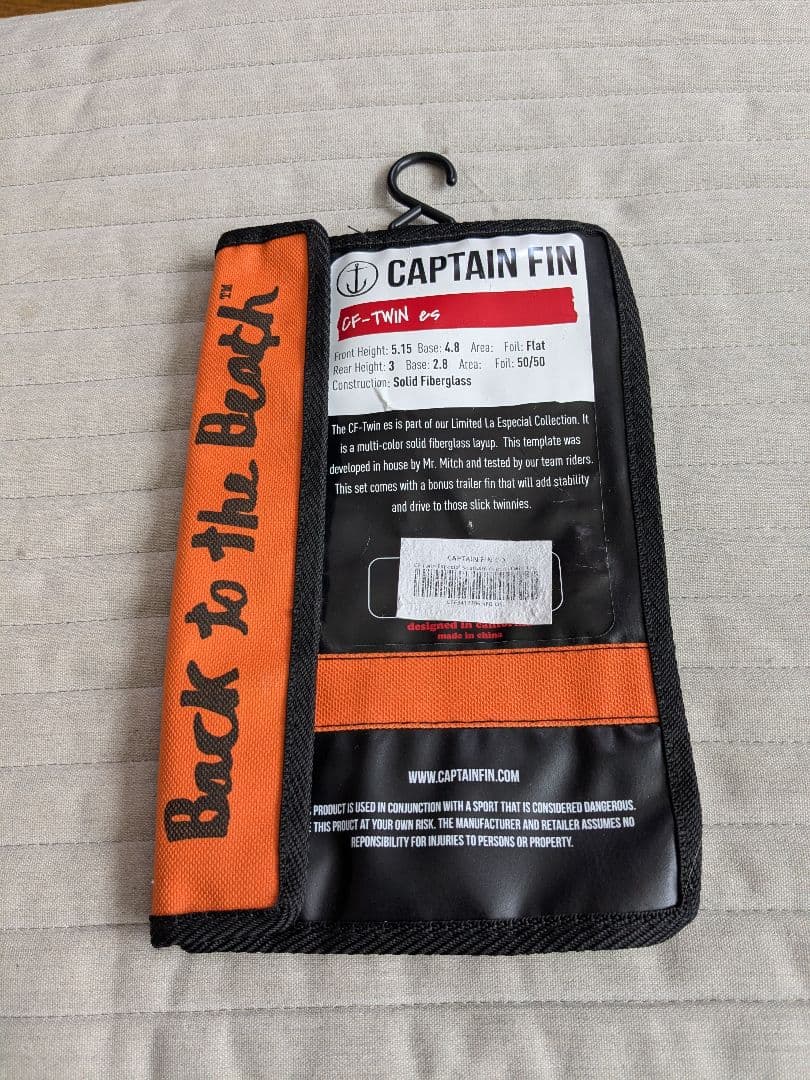 Back to the Beach™
CAPTAIN FIN
CF-TWIN es
Front Height: 5.15 Base: 4.8 Area: Foil: Flat
Rear Height: 3 Base: 2.8 Area: Foil: 50/50
Construction: Solid Fiberglass
The CF-Twin es is part of our Limited La Especial Collection. It
is a multi-color solid fiberglass layup. This template was
developed in house by Mr. Mitch and tested by our team riders.
This set comes with a bonus trailer fin that will add stability
and drive to those slick twinnies.
CAPTAIN FIN CO
designed in
made in china
WWW.CAPTAINFIN.COM
PRODUCT IS USED IN CONJUNCTION WITH A SPORT THAT IS CONSIDERED DANGEROUS.
THIS PROUCT AT YOUR OWN RISK. THE MANUFACTURER AND RETAILER ASSUMES NO
REPONSIBILITY FOR INJURIES TO PERSONS OR PROPERTY.